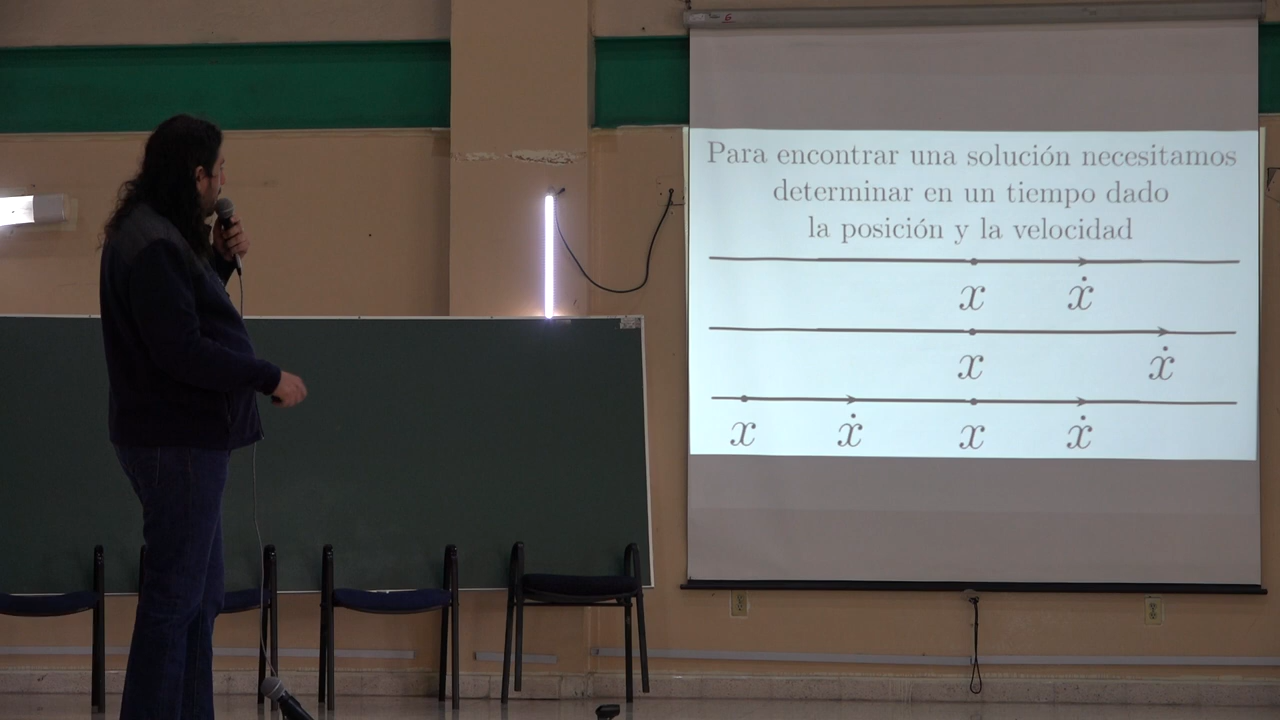 Para encontrar una solución necesitamos
determinar en un tiempo dado
la posición y la velocidad
x ẋ
x ẋ
x ẋ x ẋ